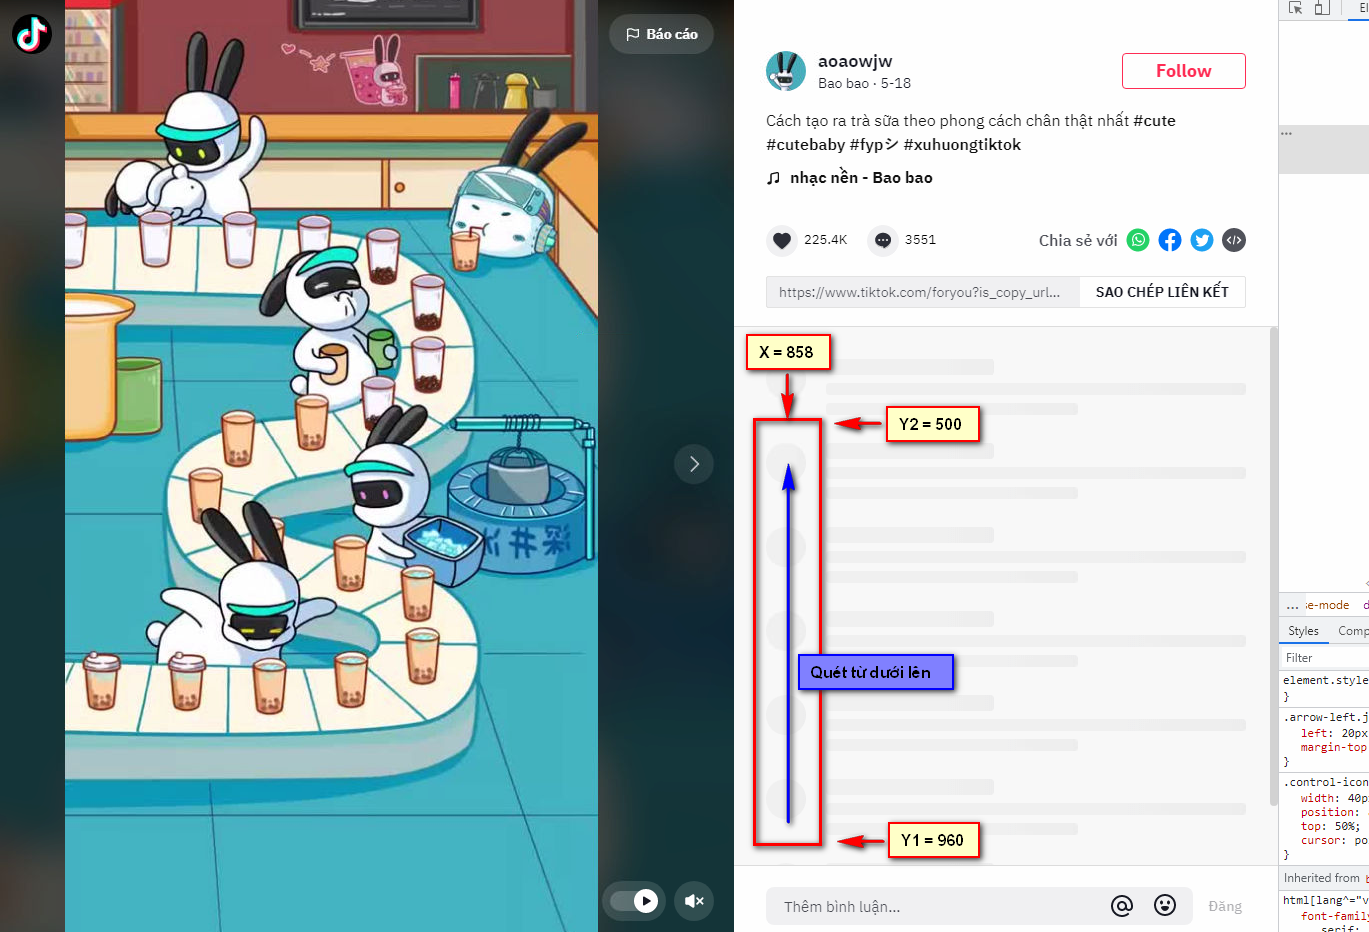 Báo cáo
aoaowjw
Bao bao · 5-18
Follow
Cách tạo ra trà sữa theo phong cách chân thật nhất #cute
#cutebaby #fypシ #xuhuongtiktok
nhạc nền - Bao bao
225.4K
3551
Chia sẻ với
https://www.tiktok.com/foryou?is_copy_url...
SAO CHÉP LIÊN KẾT
X = 858
Y2 = 500
Quét từ dưới lên
Y1 = 960
Thêm bình luận...
Đăng
El
...
... se-mode
Styles
Comp
Filter
element.style
}
.arrow-left.j
left: 20px
margin-top
}
.control-icon
width: 40p
position:
top: 50%;
cursor: po
}
Inherited from
html[lang^="v
font-family
serif;